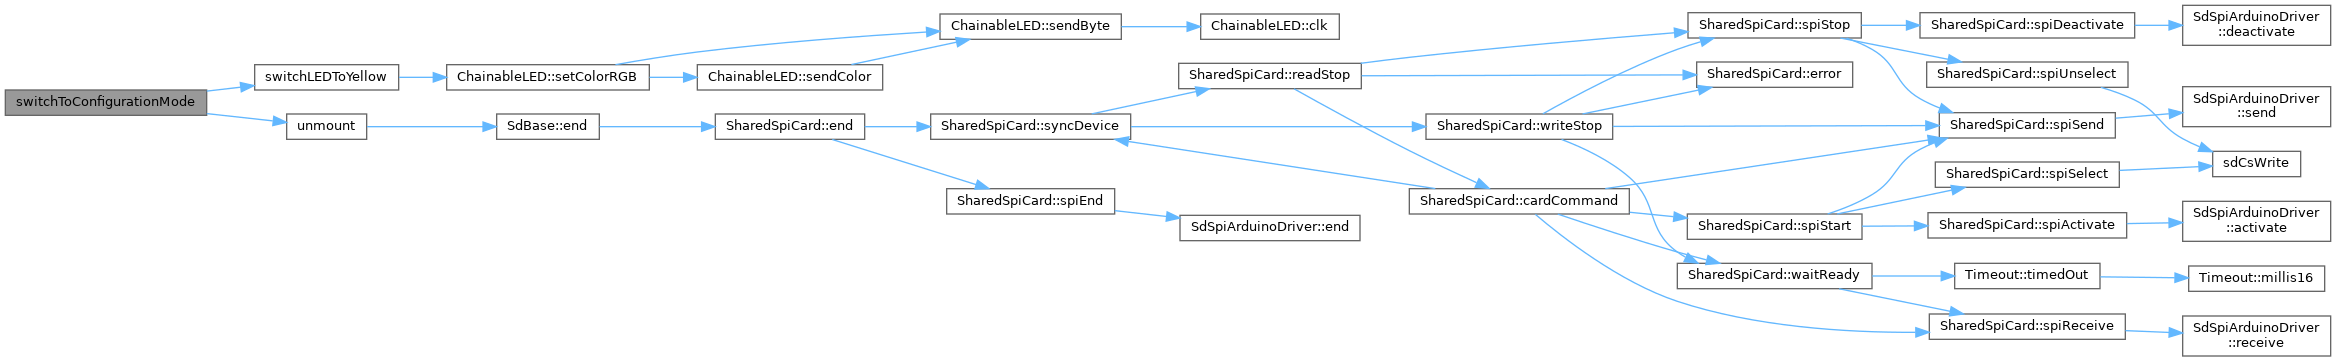 switchToConfigurationMode
switchLEDToYellow
unmount
ChainableLED::setColorRGB
SdBase::end
ChainableLED::sendColor
SharedSpiCard::end
ChainableLED::sendByte
SharedSpiCard::syncDevice
SharedSpiCard::spiEnd
ChainableLED::clk
SharedSpiCard::readStop
SdSpiArduinoDriver::end
SharedSpiCard::writeStop
SharedSpiCard::cardCommand
SharedSpiCard::spiStop
SharedSpiCard::error
SharedSpiCard::spiStart
SharedSpiCard::waitReady
SharedSpiCard::spiDeactivate
SharedSpiCard::spiUnselect
SharedSpiCard::spiSend
SharedSpiCard::spiSelect
SharedSpiCard::spiActivate
Timeout::timedOut
SharedSpiCard::spiReceive
SdSpiArduinoDriver
::deactivate
SdSpiArduinoDriver
::send
sdCsWrite
SdSpiArduinoDriver
::activate
Timeout::millis16
SdSpiArduinoDriver
::receive